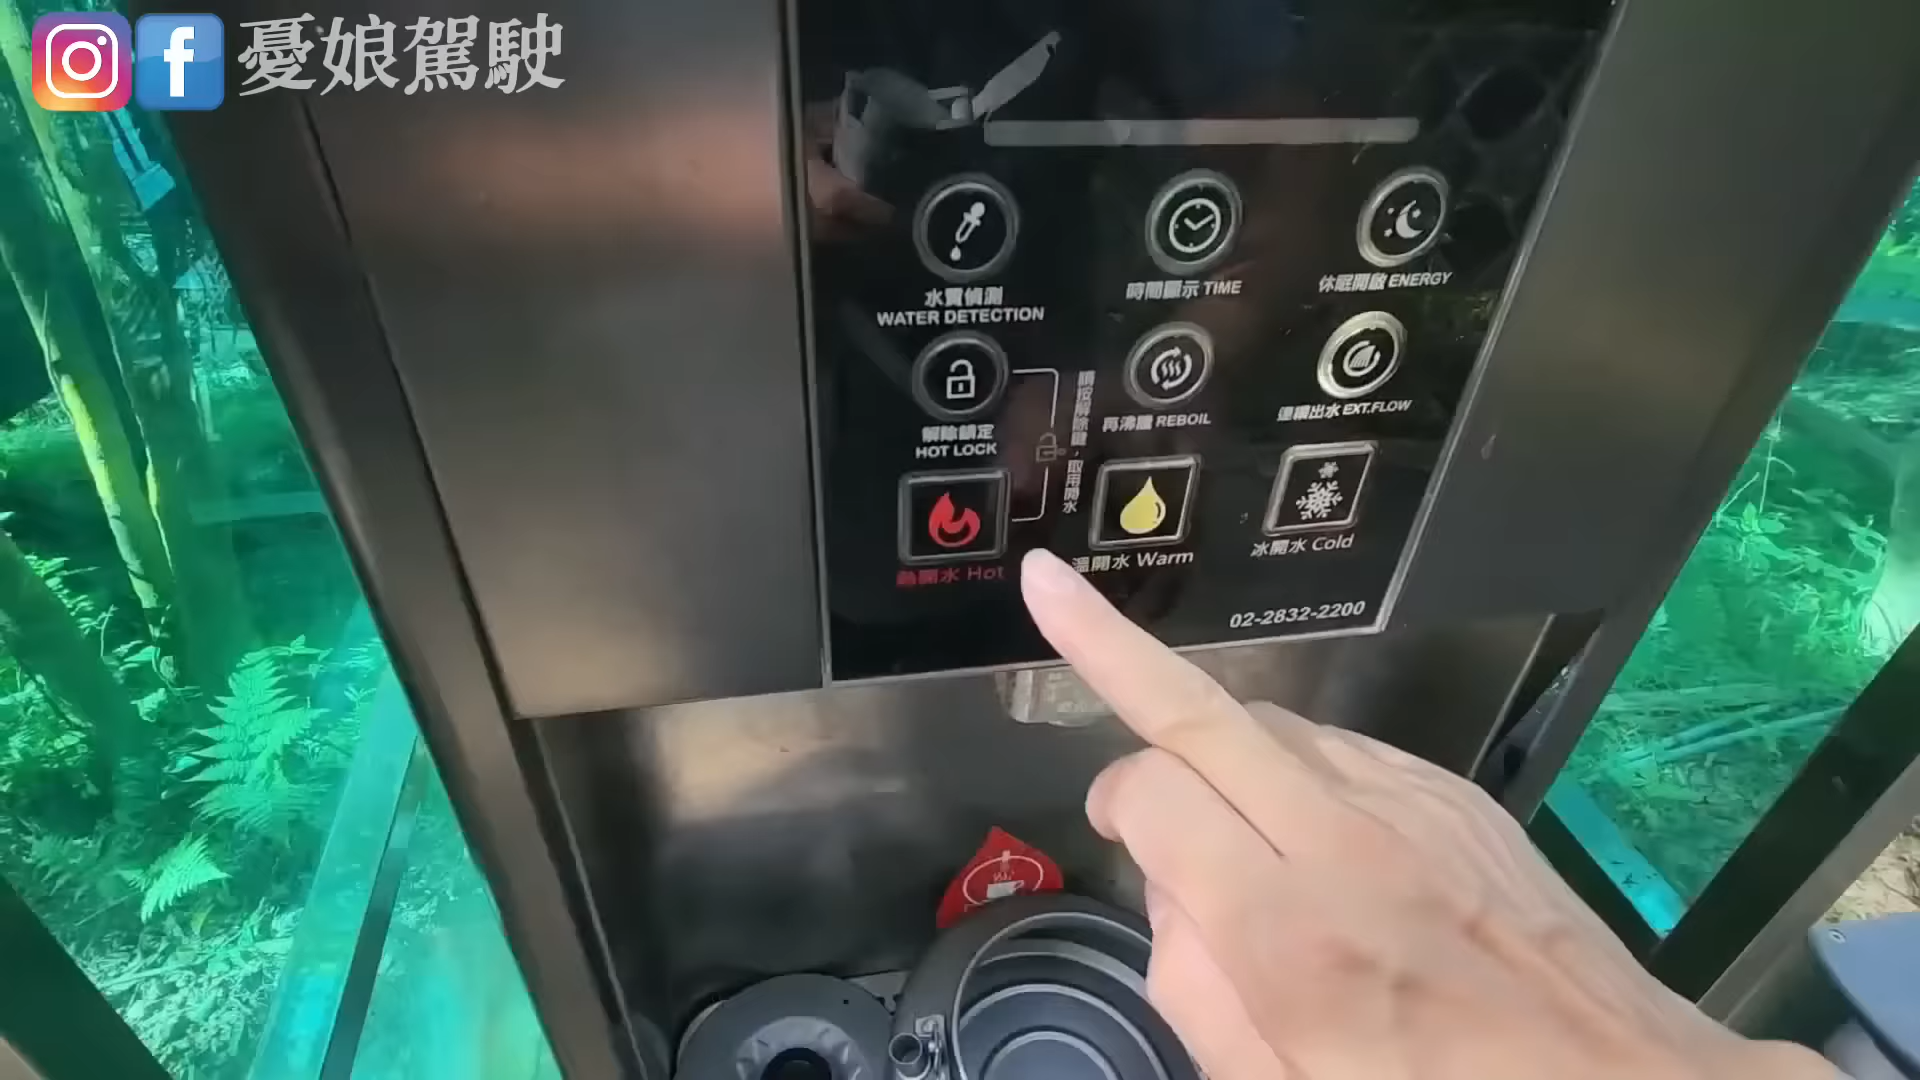 憂娘駕駛
水質偵測
WATER DETECTION
時間顯示 TIME
休眠開啟 ENERGY
解除鎖定
HOT LOCK
請按解除鍵，取用開水
再沸騰 REBOIL
連續出水 EXT.FLOW
熱開水 Hot
溫開水 Warm
冰開水 Cold
02-2832-2200